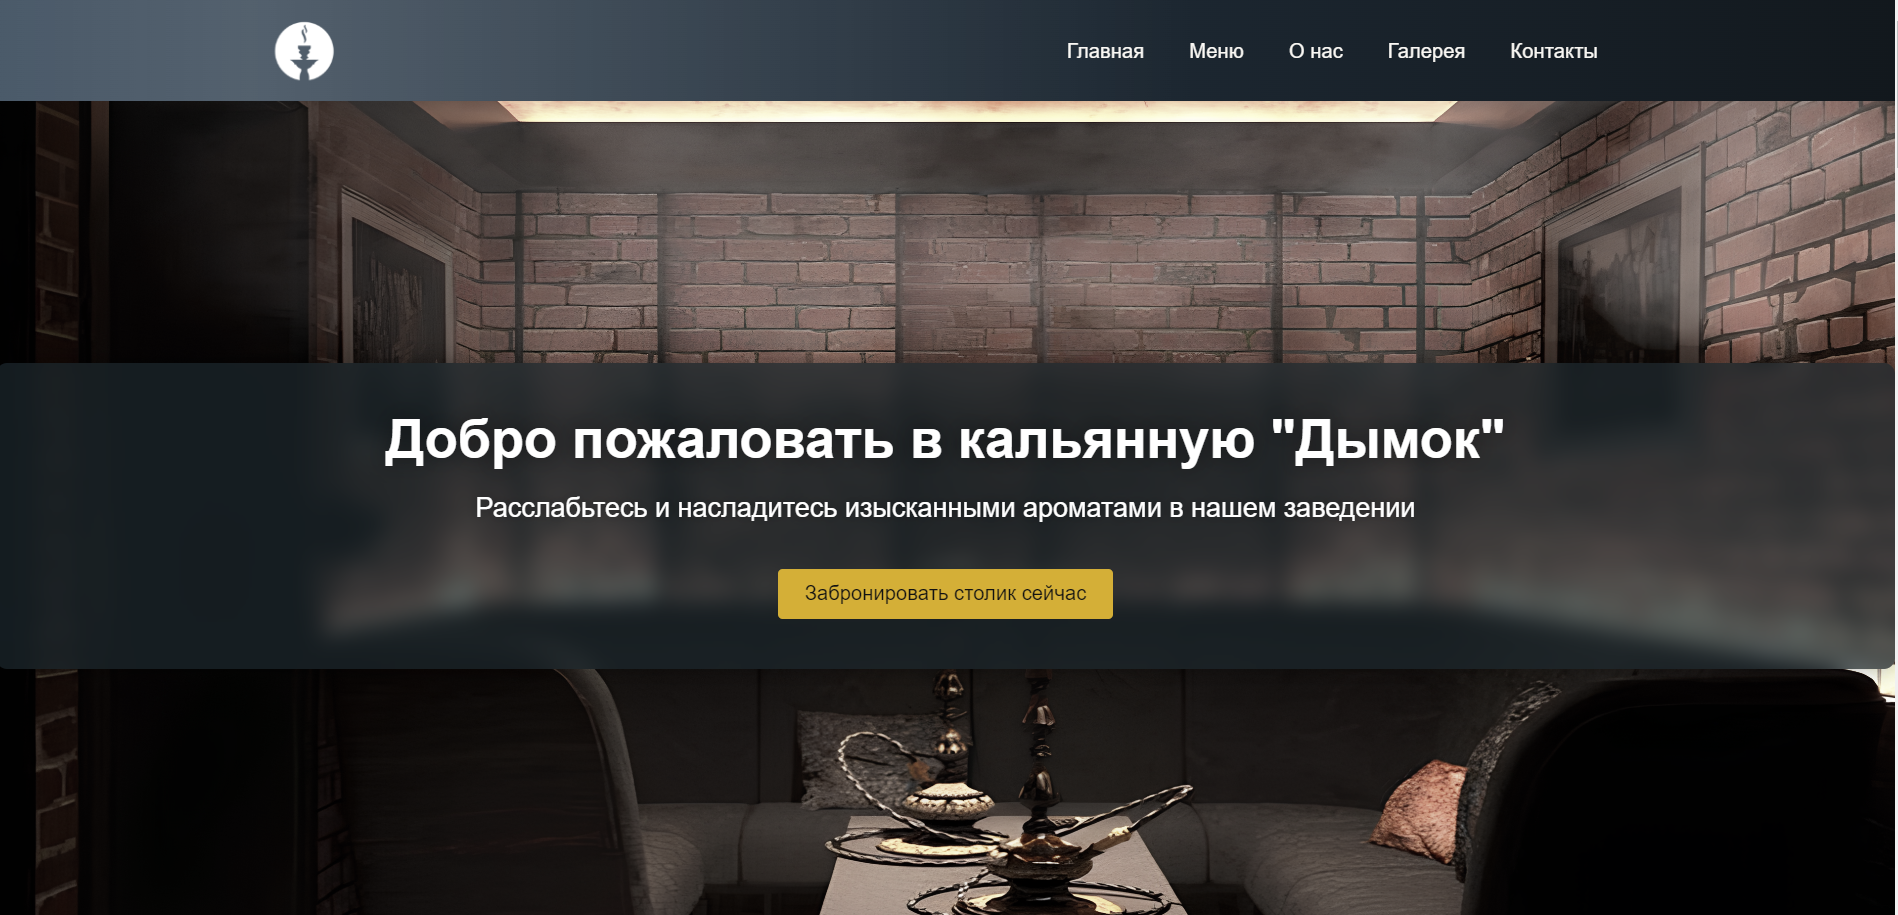 Главная Меню О нас Галерея Контакты
Добро пожаловать в кальянную "Дымок"
Расслабьтесь и насладитесь изысканными ароматами в нашем заведении
Забронировать столик сейчас